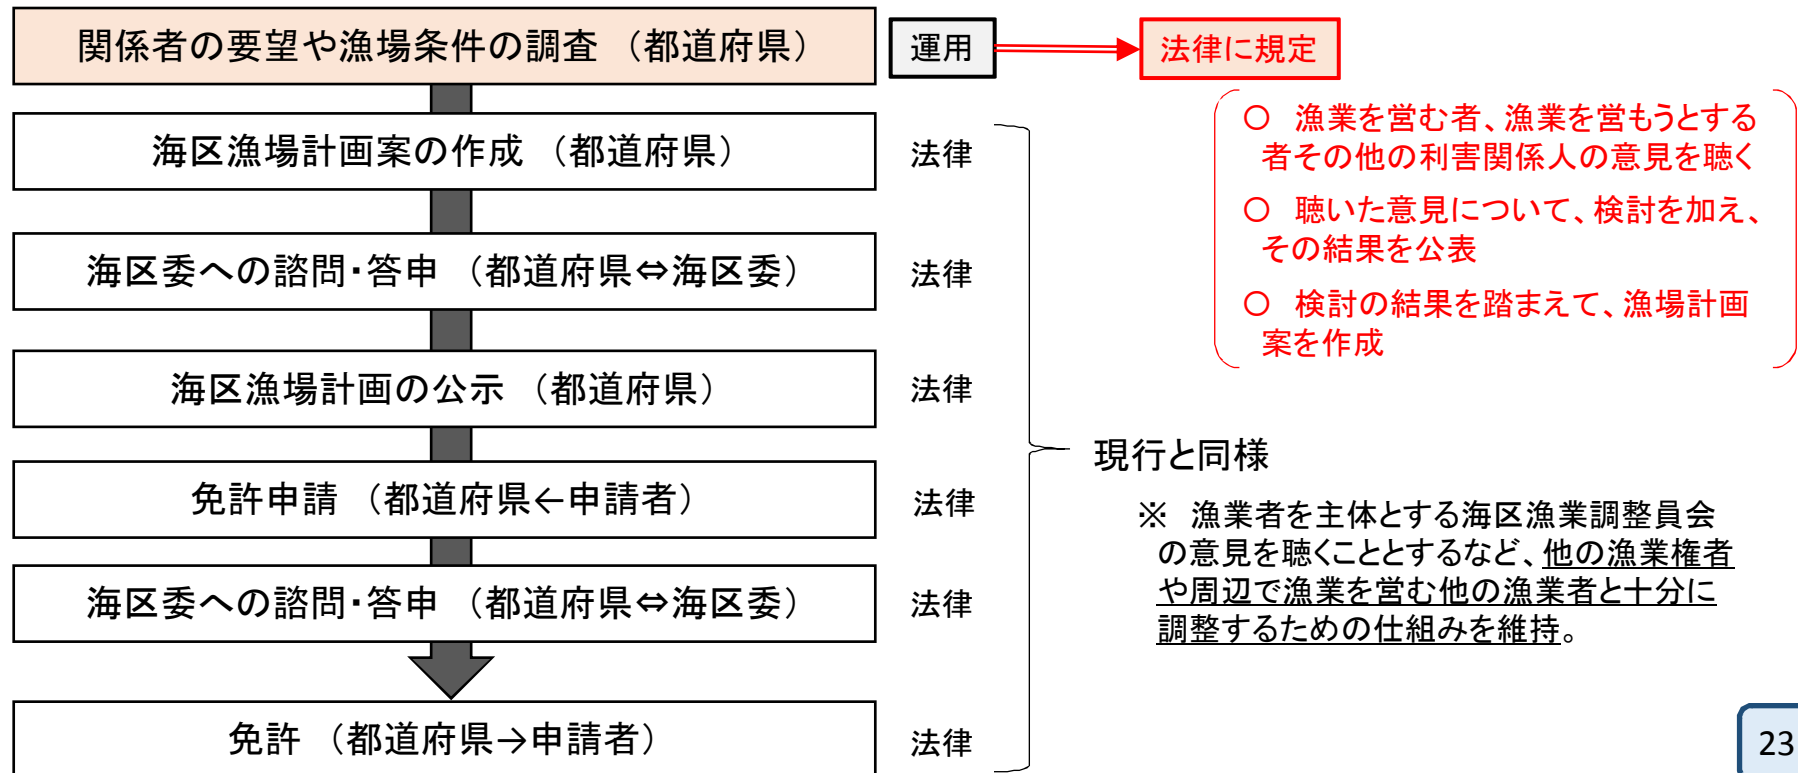 関係者の要望や漁場条件の調査 （都道府県）
運用
法律に規定
海区漁場計画案の作成 （都道府県）
法律
○ 漁業を営む者、漁業を営もうとする
者その他の利害関係人の意見を聴く
○ 聴いた意見について、検討を加え、
その結果を公表
○ 検討の結果を踏まえて、漁場計画
案を作成
海区委への諮問・答申 （都道府県⇔海区委）
法律
海区漁場計画の公示 （都道府県）
法律
現行と同様
免許申請 （都道府県←申請者）
法律
※ 漁業者を主体とする海区漁業調整員会
の意見を聴くこととするなど、他の漁業権者
や周辺で漁業を営む他の漁業者と十分に
調整するための仕組みを維持。
海区委への諮問・答申 （都道府県⇔海区委）
法律
免許 （都道府県→申請者）
法律
23